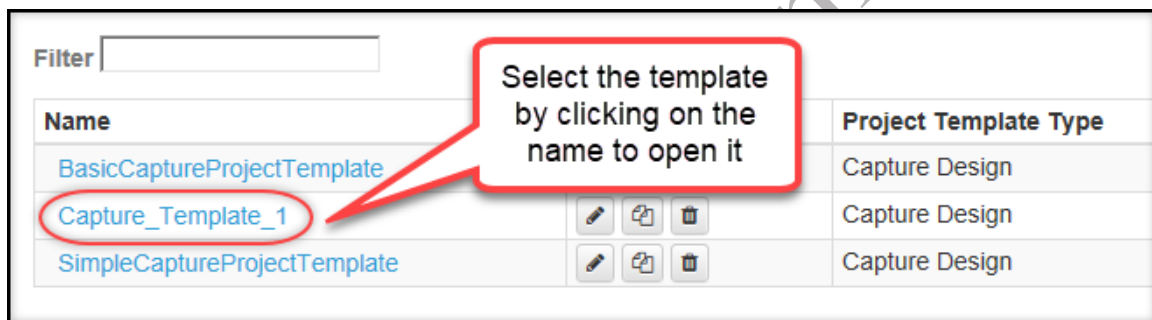 Filter
Select the template
by clicking on the
name to open it
Name Project Template Type
BasicCaptureProjectTemplate Capture Design
Capture_Template_1 Capture Design
SimpleCaptureProjectTemplate Capture Design